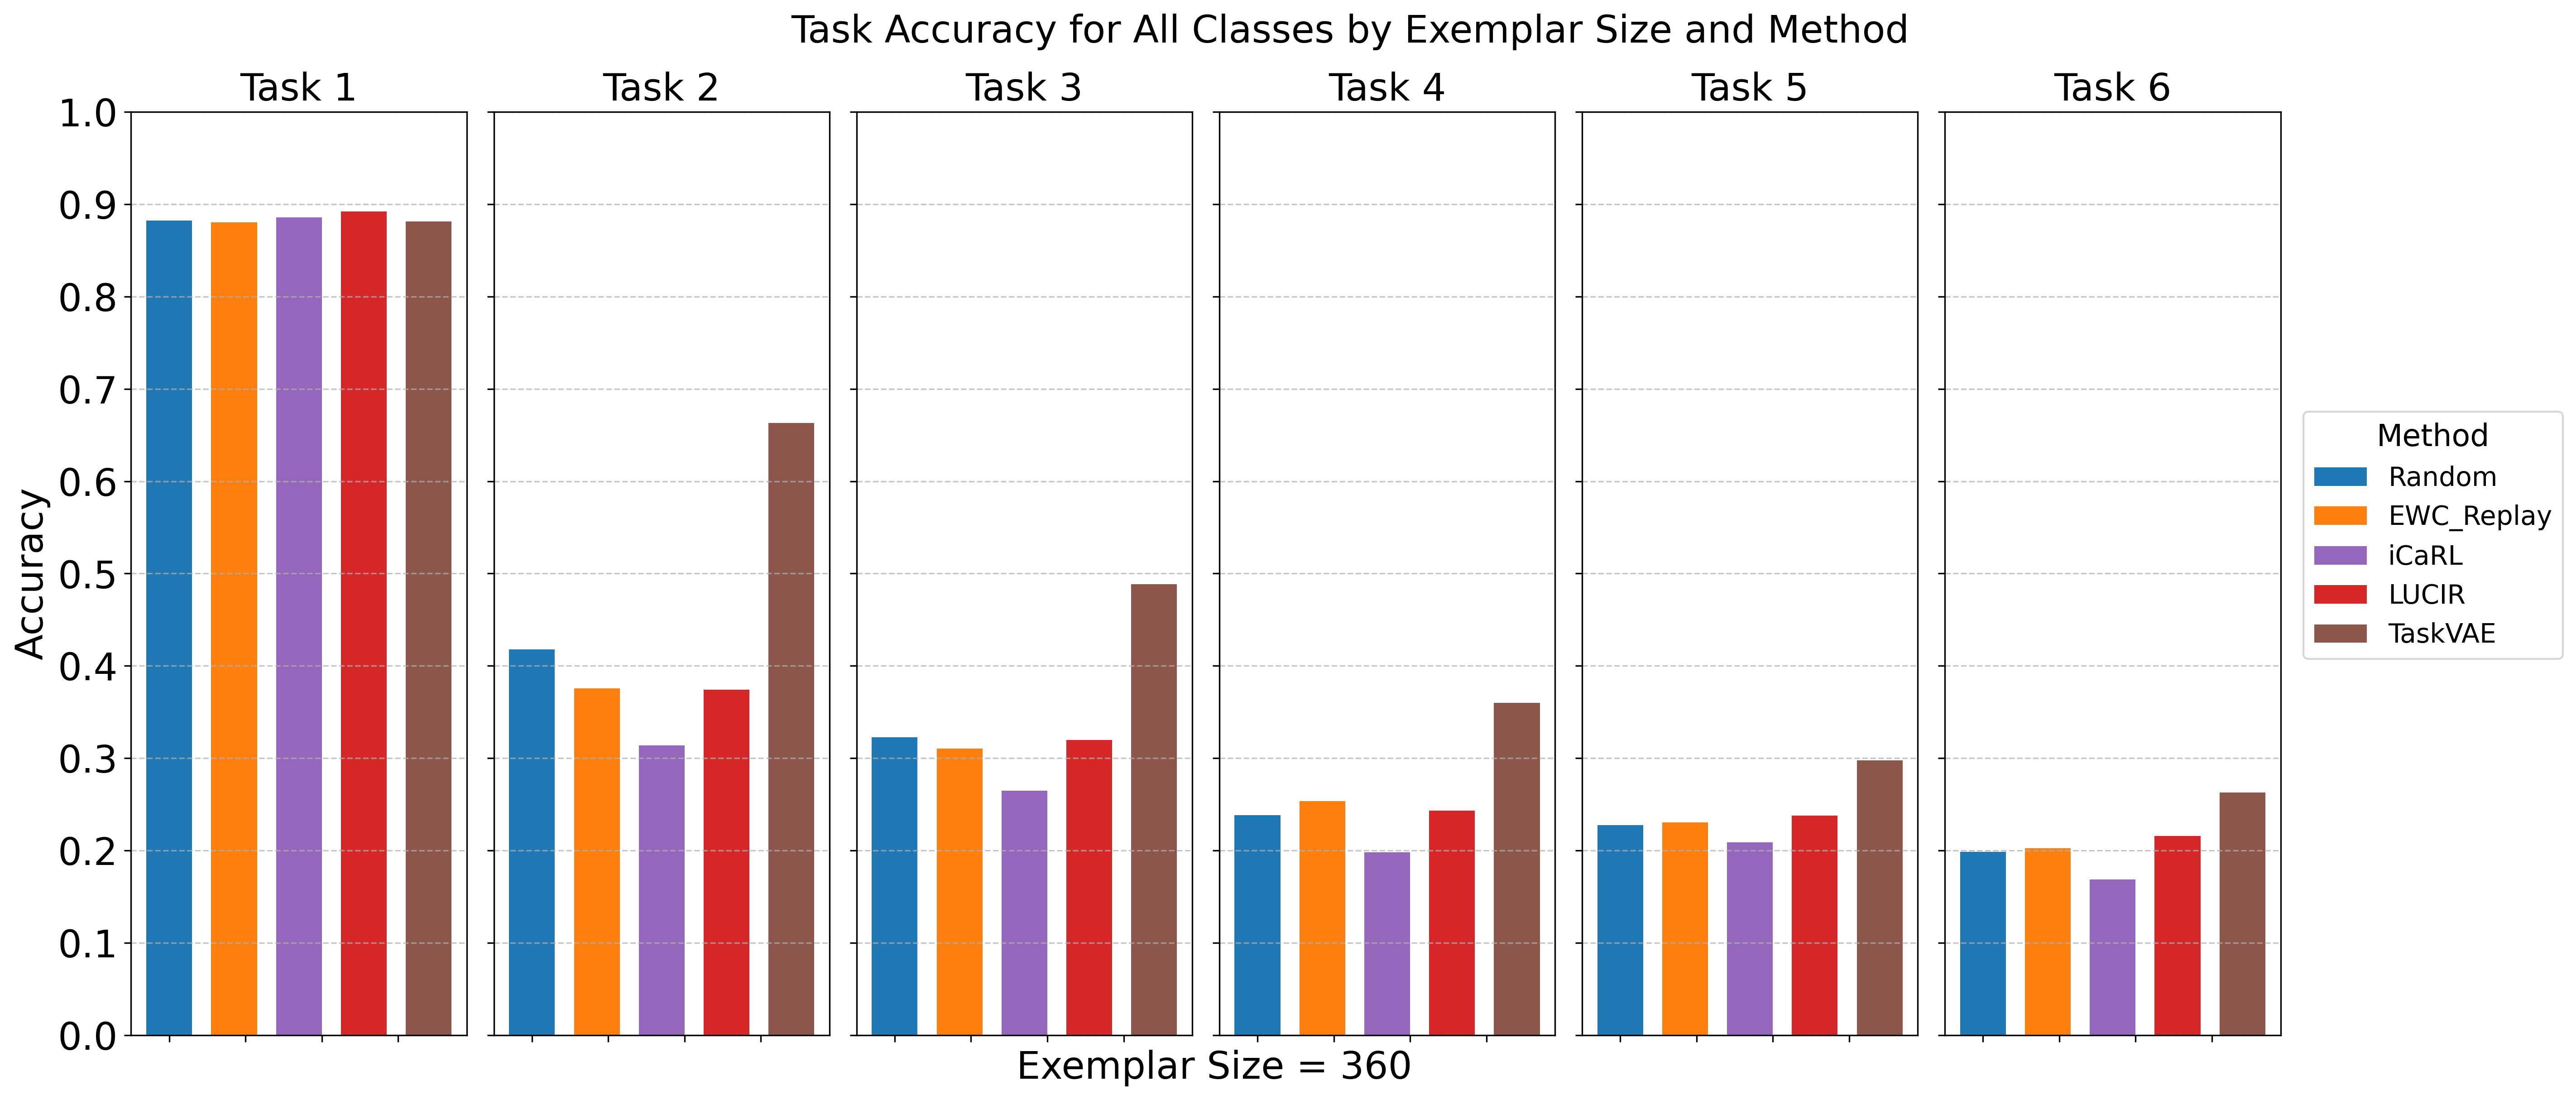 Task Accuracy for All Classes by Exemplar Size and Method
Task 1
Task 2
Task 3
Task 4
Task 5
Task 6
1.0
0.9
0.8
0.7
0.6
0.5
0.4
0.3
0.2
0.1
0.0
Accuracy
Exemplar Size = 360
Method
Random
EWC_Replay
iCaRL
LUCIR
TaskVAE